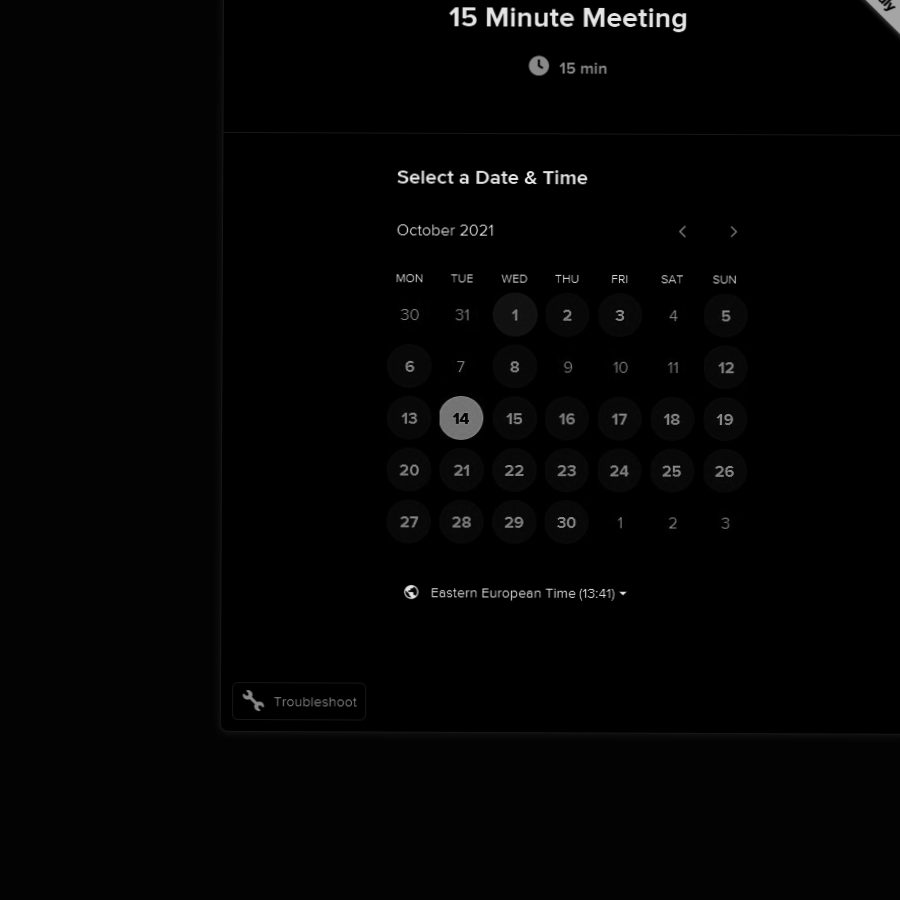 15 Minute Meeting
15 min
Select a Date & Time
October 2021
MON TUE WED THU FRI SAT SUN
30 31 1 2 3 4 5
6 7 8 9 10 11 12
13 14 15 16 17 18 19
20 21 22 23 24 25 26
27 28 29 30 1 2 3
Eastern European Time (13:41)
Troubleshoot